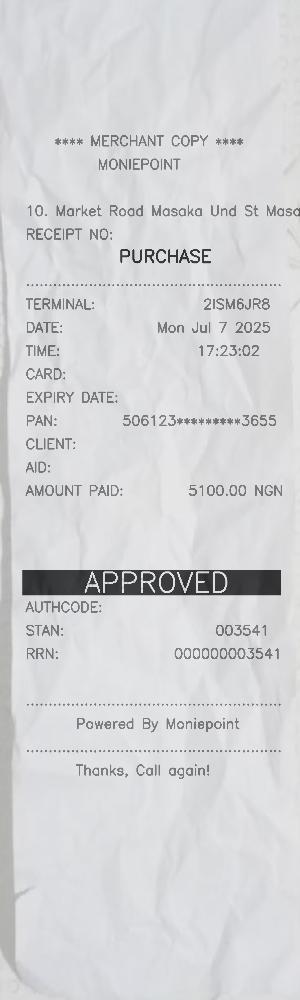 **** MERCHANT COPY ****
MONIEPOINT
10. Market Road Masaka Und St Masa
RECEIPT NO:
PURCHASE
TERMINAL: 2ISM6JR8
DATE: Mon Jul 7 2025
TIME: 17:23:02
CARD:
EXPIRY DATE:
PAN: 506123*********3655
CLIENT:
AID:
AMOUNT PAID: 5100.00 NGN
APPROVED
AUTHCODE:
STAN: 003541
RRN: 000000003541
Powered By Moniepoint
Thanks, Call again!